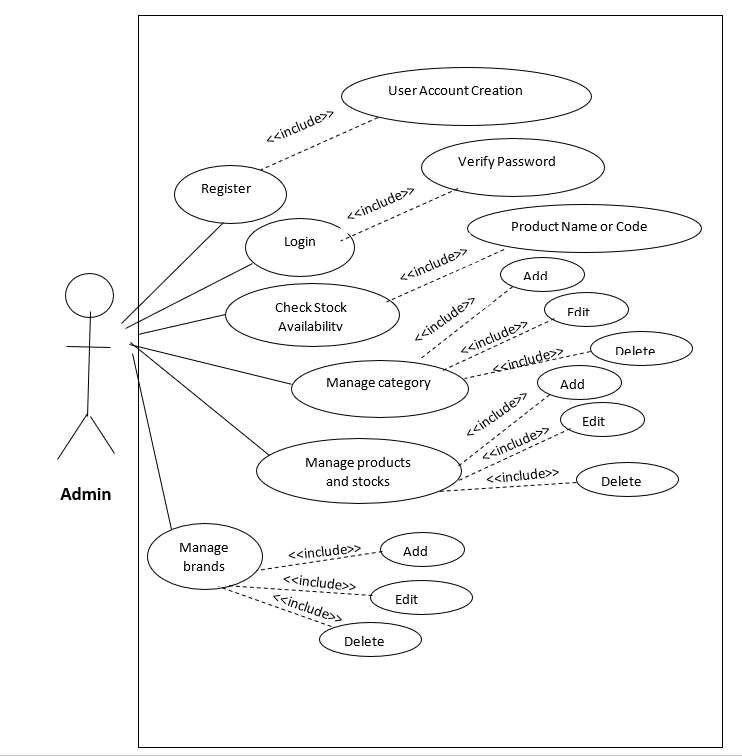 User Account Creation
<<include>>
Verify Password
Register
<<include>>
Product Name or Code
Login
<<include>>
Add
Check Stock
Availability
<<include>>
Edit
<<include>>
Delete
<<include>>
Manage category
Add
<<include>>
Edit
<<include>>
Manage products
and stocks
<<include>>
Delete
Admin
Manage
brands
<<include>>
Add
<<include>>
Edit
<<include>>
Delete